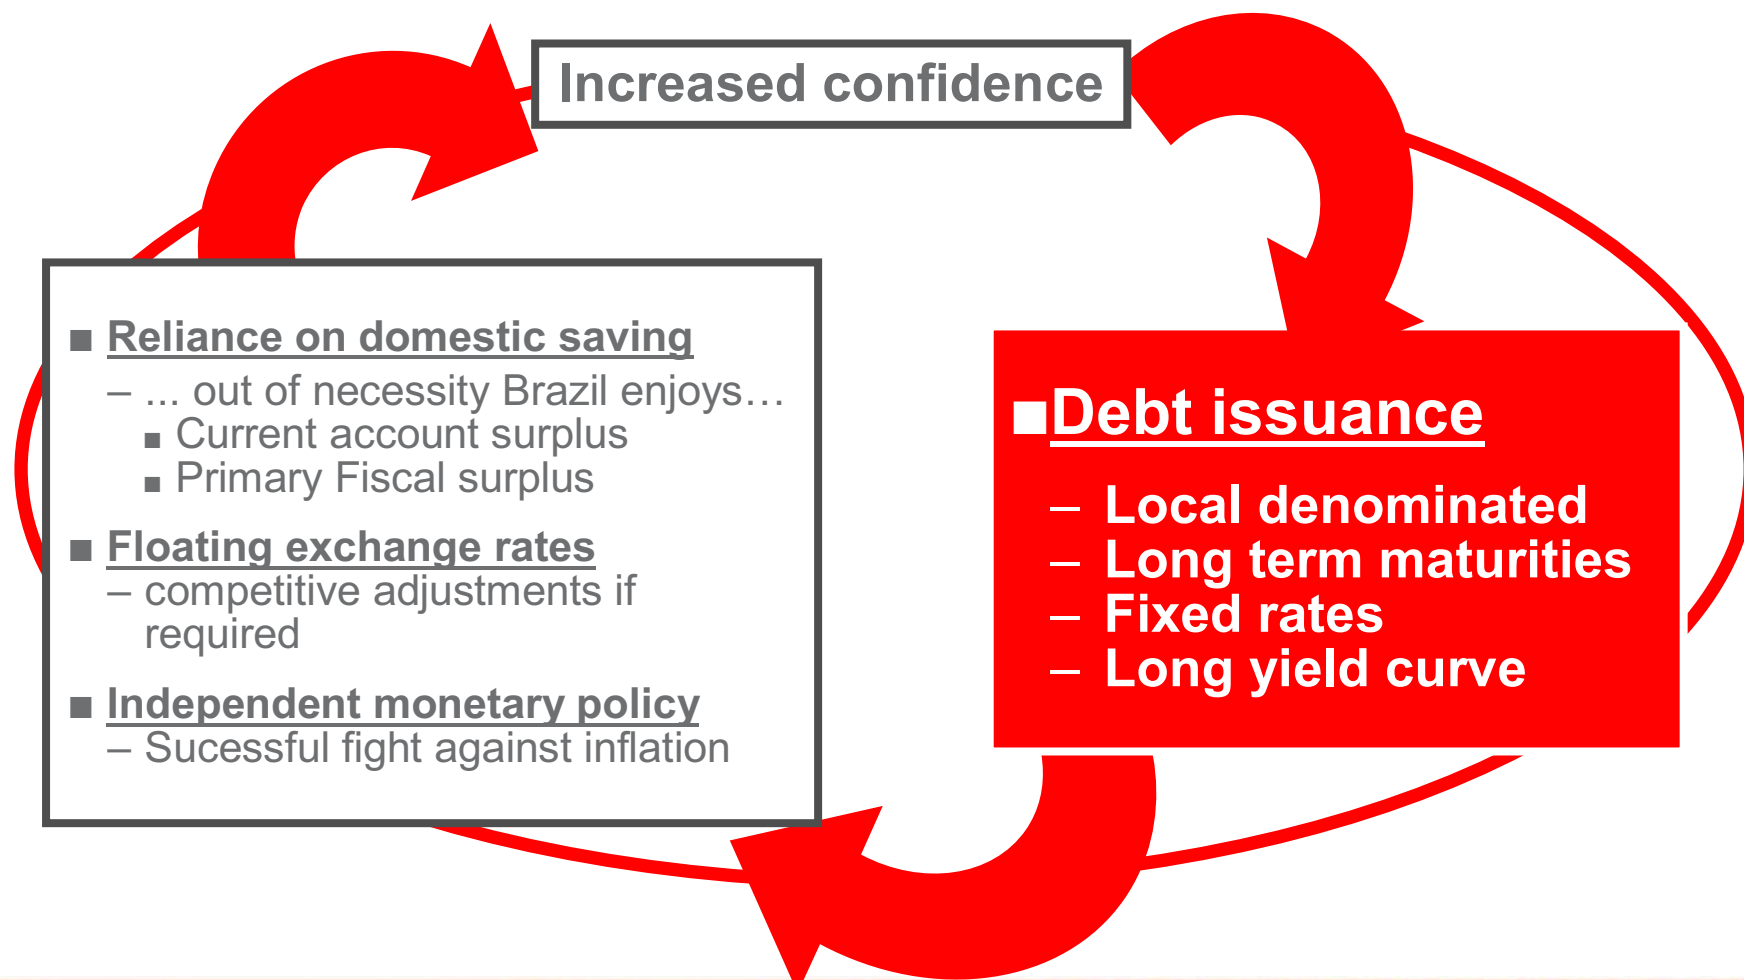 Increased confidence
■ Reliance on domestic saving
– ... out of necessity Brazil enjoys…
■ Current account surplus
■ Primary Fiscal surplus
■ Floating exchange rates
– competitive adjustments if
required
■ Independent monetary policy
– Sucessful fight against inflation
■Debt issuance
– Local denominated
– Long term maturities
– Fixed rates
– Long yield curve